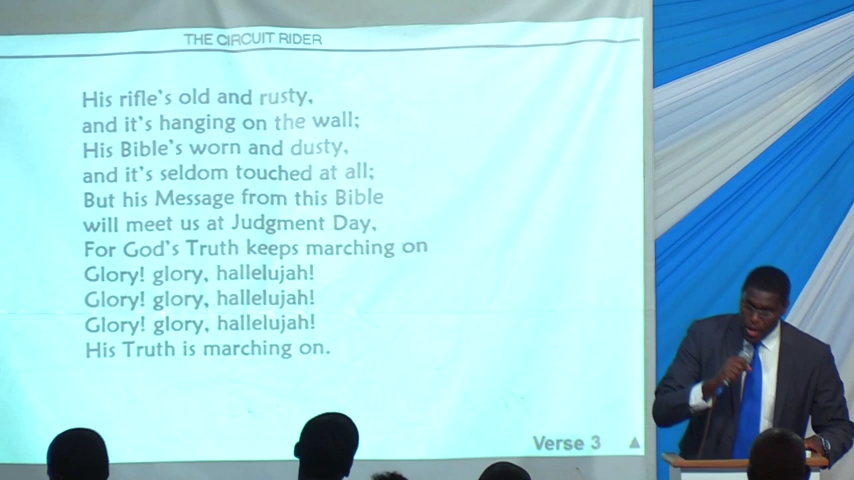 THE CIRCUIT RIDER
His rifle's old and rusty,
and it's hanging on the wall;
His Bible's worn and dusty,
and it's seldom touched at all;
But his Message from this Bible
will meet us at Judgment Day,
For God's Truth keeps marching on
Glory! glory, hallelujah!
Glory! glory, hallelujah!
Glory! glory, hallelujah!
His Truth is marching on.
Verse 3